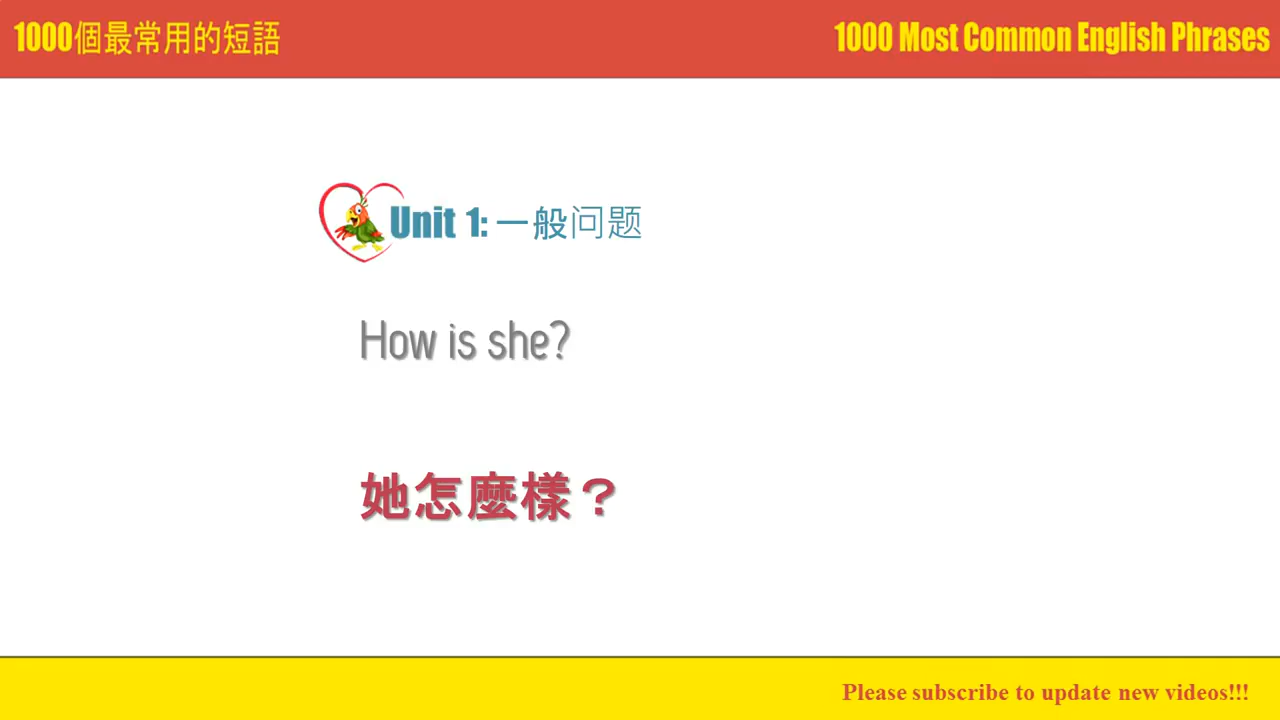 1000個最常用的短語
1000 Most Common English Phrases
Unit 1: 一般问题
How is she?
她怎麼樣？
Please subscribe to update new videos!!!